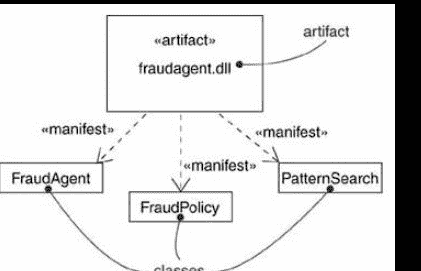 «artifact»
fraudagent.dll
artifact
«manifest»
«manifest»
«manifest»
FraudAgent
FraudPolicy
PatternSearch
classes